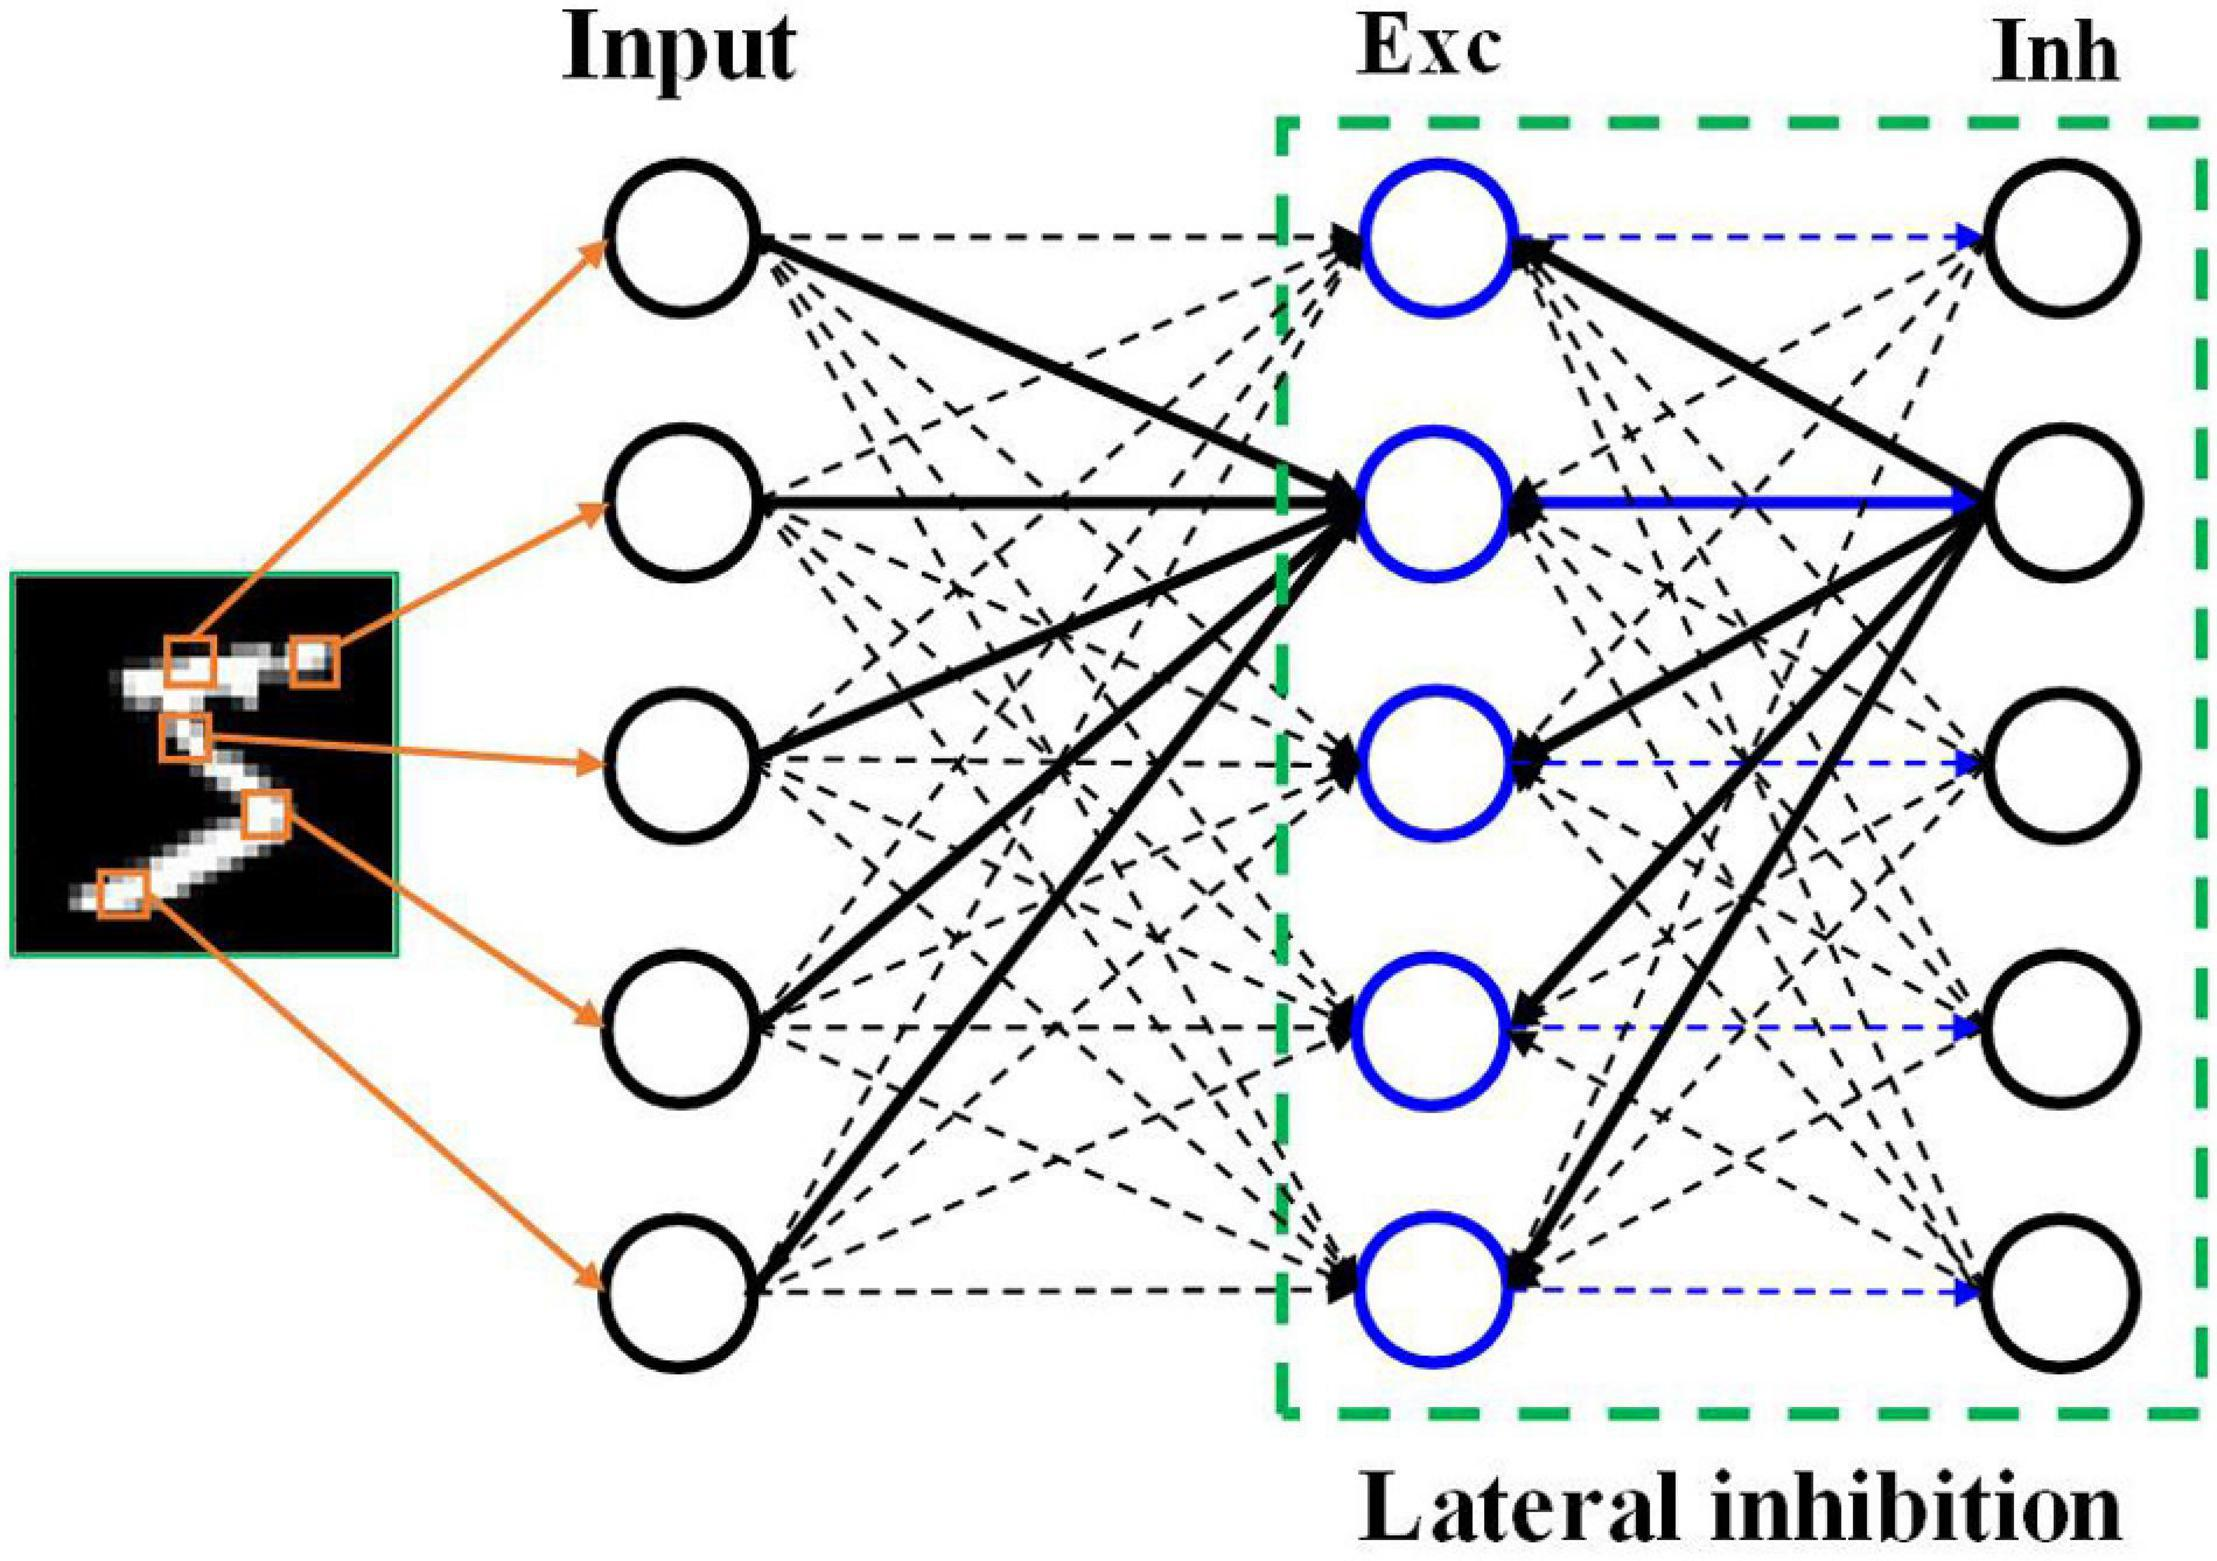 Input
Exc
Inh
Lateral inhibition